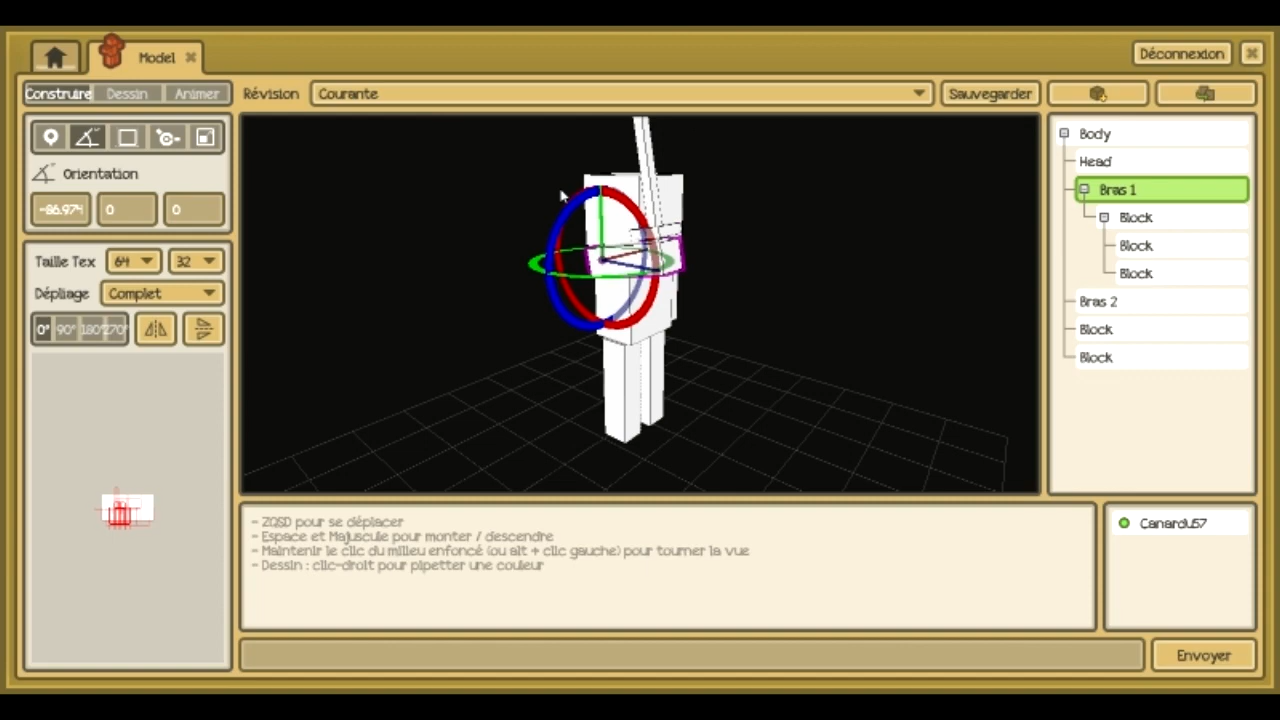 Model
Déconnexion
Construire Dessin Animer
Révision Courante Sauvegarder
Orientation
-86.974 0 0
Taille Tex 64 32
Dépliage Complet
0° 90° 180° 270°
Body
Head
Bras 1
Block
Block
Block
Bras 2
Block
Block
- ZQSD pour se déplacer
- Espace et Majuscule pour monter / descendre
- Maintenir le clic du milieu enfoncé (ou alt + clic gauche) pour tourner la vue
- Dessin : clic-droit pour pipetter une couleur
Canardu57
Envoyer